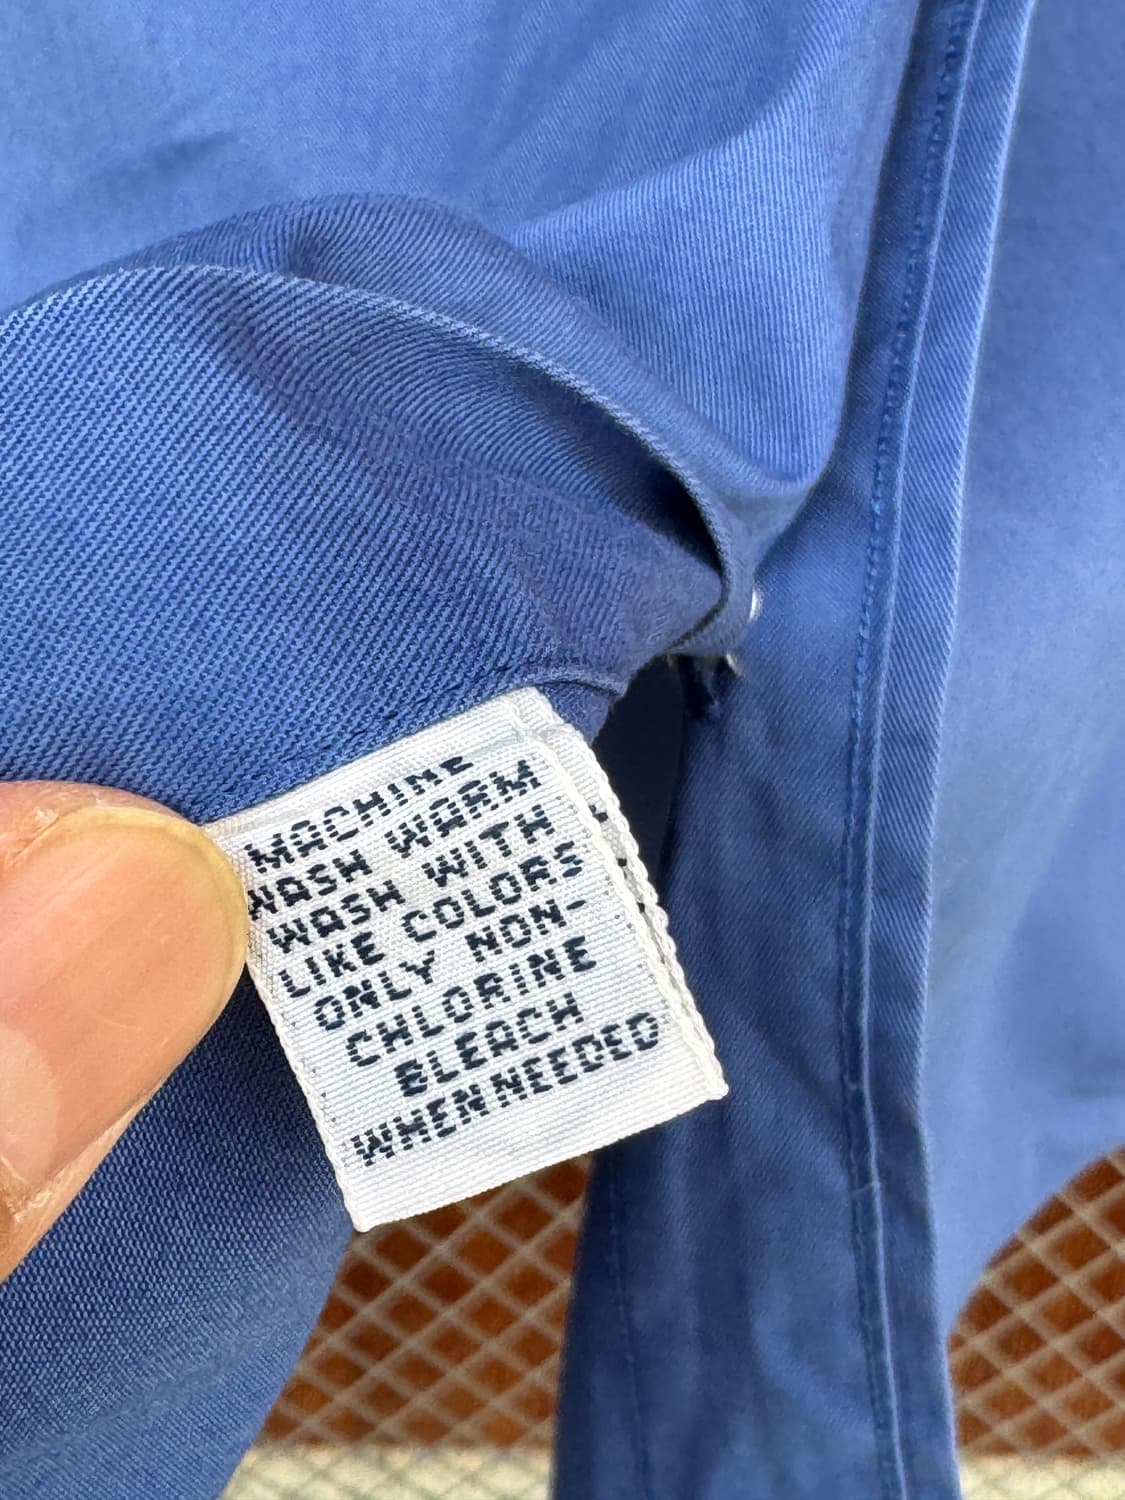 MACHINE
WASH WARM
WASH WITH
LIKE COLORS
ONLY NON-
CHLORINE
BLEACH
WHEN NEEDED